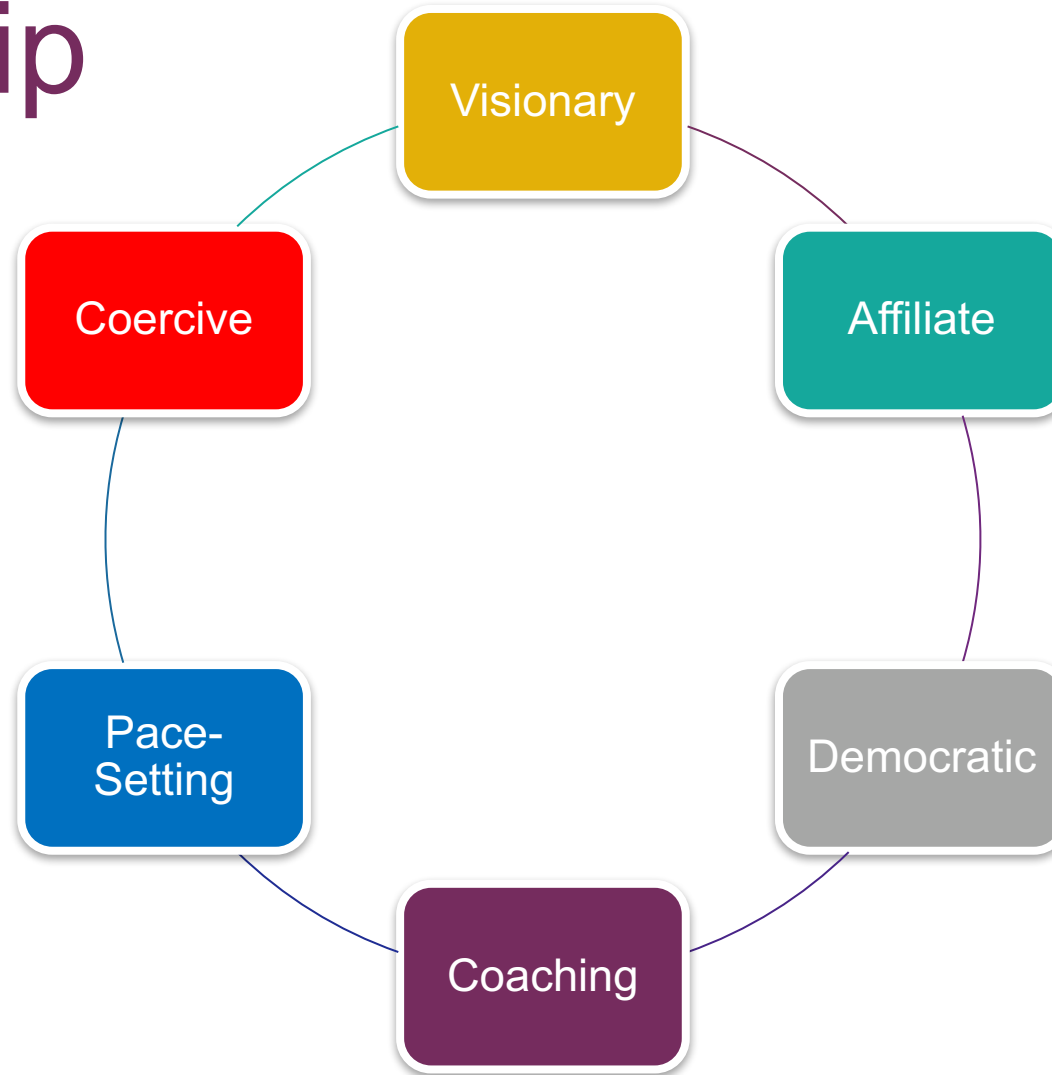 ip
Visionary
Affiliate
Democratic
Coaching
Pace-
Setting
Coercive